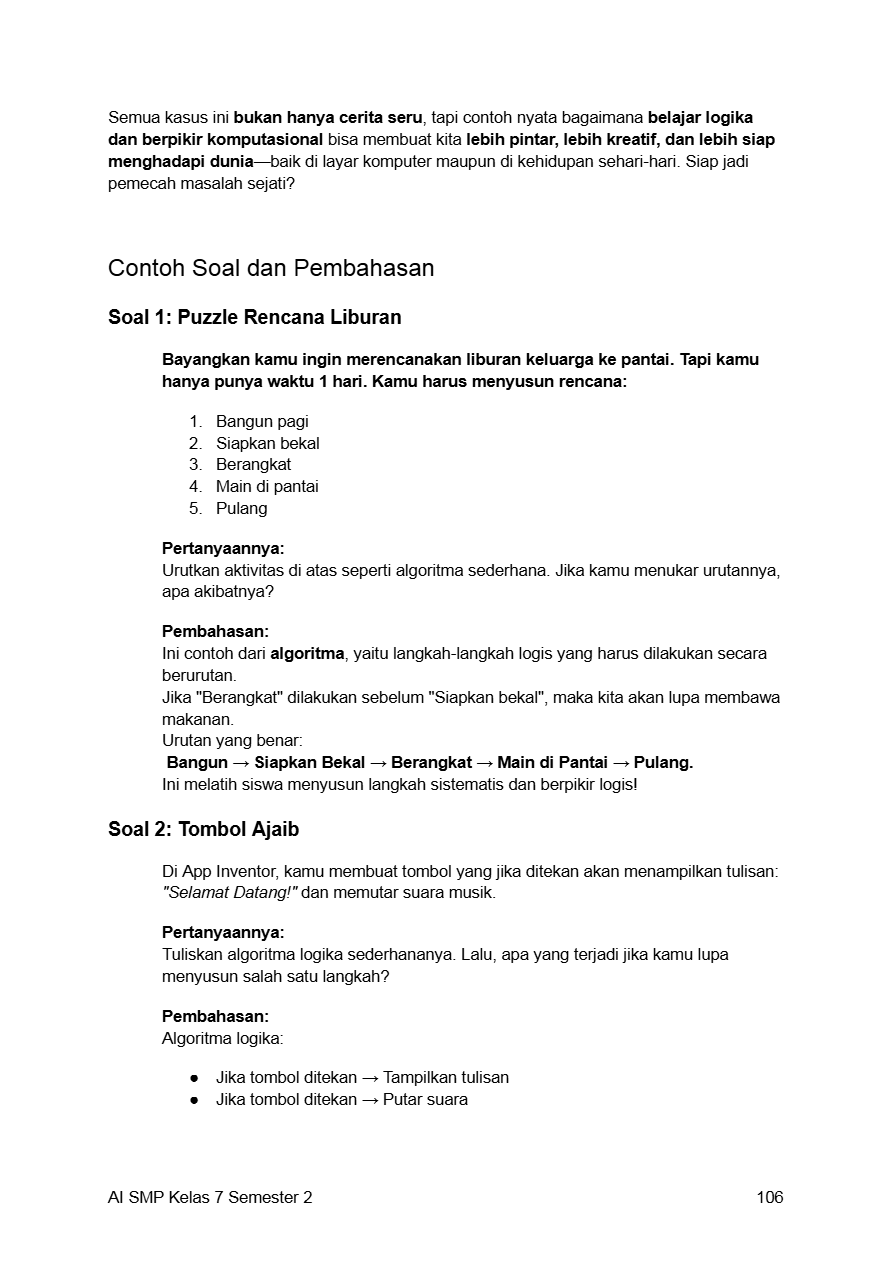 Semua kasus ini bukan hanya cerita seru, tapi contoh nyata bagaimana belajar logika
dan berpikir komputasional bisa membuat kita lebih pintar, lebih kreatif, dan lebih siap
menghadapi dunia—baik di layar komputer maupun di kehidupan sehari-hari. Siap jadi
pemecah masalah sejati?
Contoh Soal dan Pembahasan
Soal 1: Puzzle Rencana Liburan
Bayangkan kamu ingin merencanakan liburan keluarga ke pantai. Tapi kamu
hanya punya waktu 1 hari. Kamu harus menyusun rencana:
1. Bangun pagi
2. Siapkan bekal
3. Berangkat
4. Main di pantai
5. Pulang
Pertanyaannya:
Urutkan aktivitas di atas seperti algoritma sederhana. Jika kamu menukar urutannya,
apa akibatnya?
Pembahasan:
Ini contoh dari algoritma, yaitu langkah-langkah logis yang harus dilakukan secara
berurutan.
Jika "Berangkat" dilakukan sebelum "Siapkan bekal", maka kita akan lupa membawa
makanan.
Urutan yang benar:
Bangun → Siapkan Bekal → Berangkat → Main di Pantai → Pulang.
Ini melatih siswa menyusun langkah sistematis dan berpikir logis!
Soal 2: Tombol Ajaib
Di App Inventor, kamu membuat tombol yang jika ditekan akan menampilkan tulisan:
"Selamat Datang!" dan memutar suara musik.
Pertanyaannya:
Tuliskan algoritma logika sederhananya. Lalu, apa yang terjadi jika kamu lupa
menyusun salah satu langkah?
Pembahasan:
Algoritma logika:
● Jika tombol ditekan → Tampilkan tulisan
● Jika tombol ditekan → Putar suara
AI SMP Kelas 7 Semester 2 106